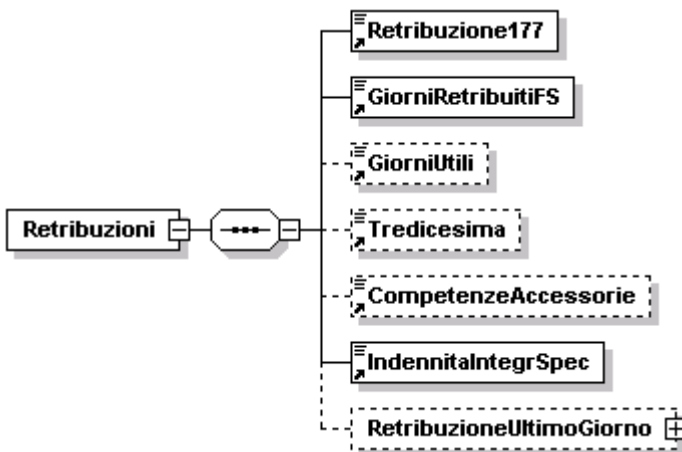 Retribuzione177
GiorniRetribuitiFS
GiorniUtili
Retribuzioni
Tredicesima
CompetenzeAccessorie
IndennitaIntegrSpec
RetribuzioneUltimoGiorno